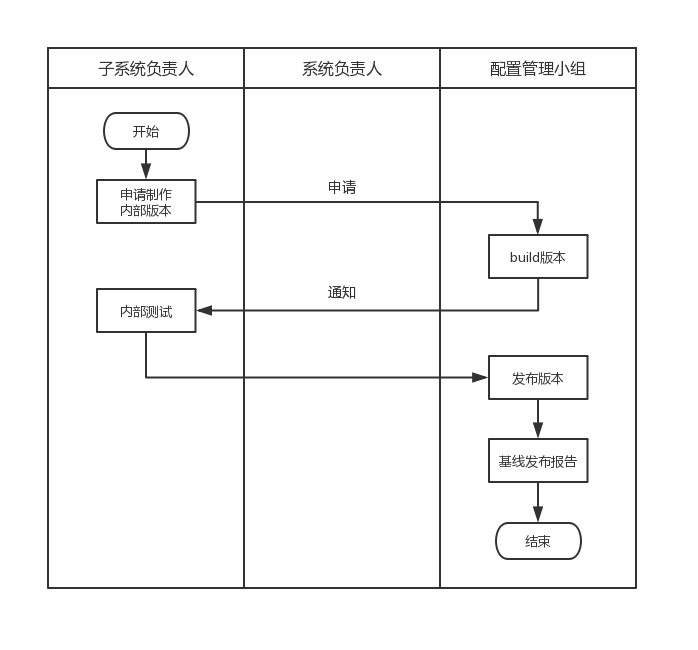 子系统负责人
系统负责人
配置管理小组
开始
申请制作
内部版本
申请
build版本
通知
内部测试
发布版本
基线发布报告
结束